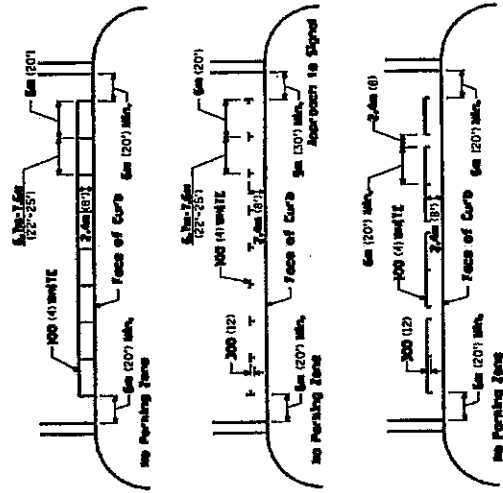 No Parking Zone
6m (20') Min.
100 (4) WHITE
Face of Curb
2.4m (8')
6.7m-7.6m
(22'-25')
6m (20')
6m (20') Min.
No Parking Zone
6m (20') Min.
300 (12)
100 (4) WHITE
Face of Curb
2.4m (8')
6.7m-7.6m
(22'-25')
6m (20')
9m (30') Min.
Approach to Signal
No Parking Zone
6m (20') Min.
300 (12)
100 (4) WHITE
Face of Curb
2.4m (8')
6m (20') Min.
2.4m (8)
6m (20') Min.